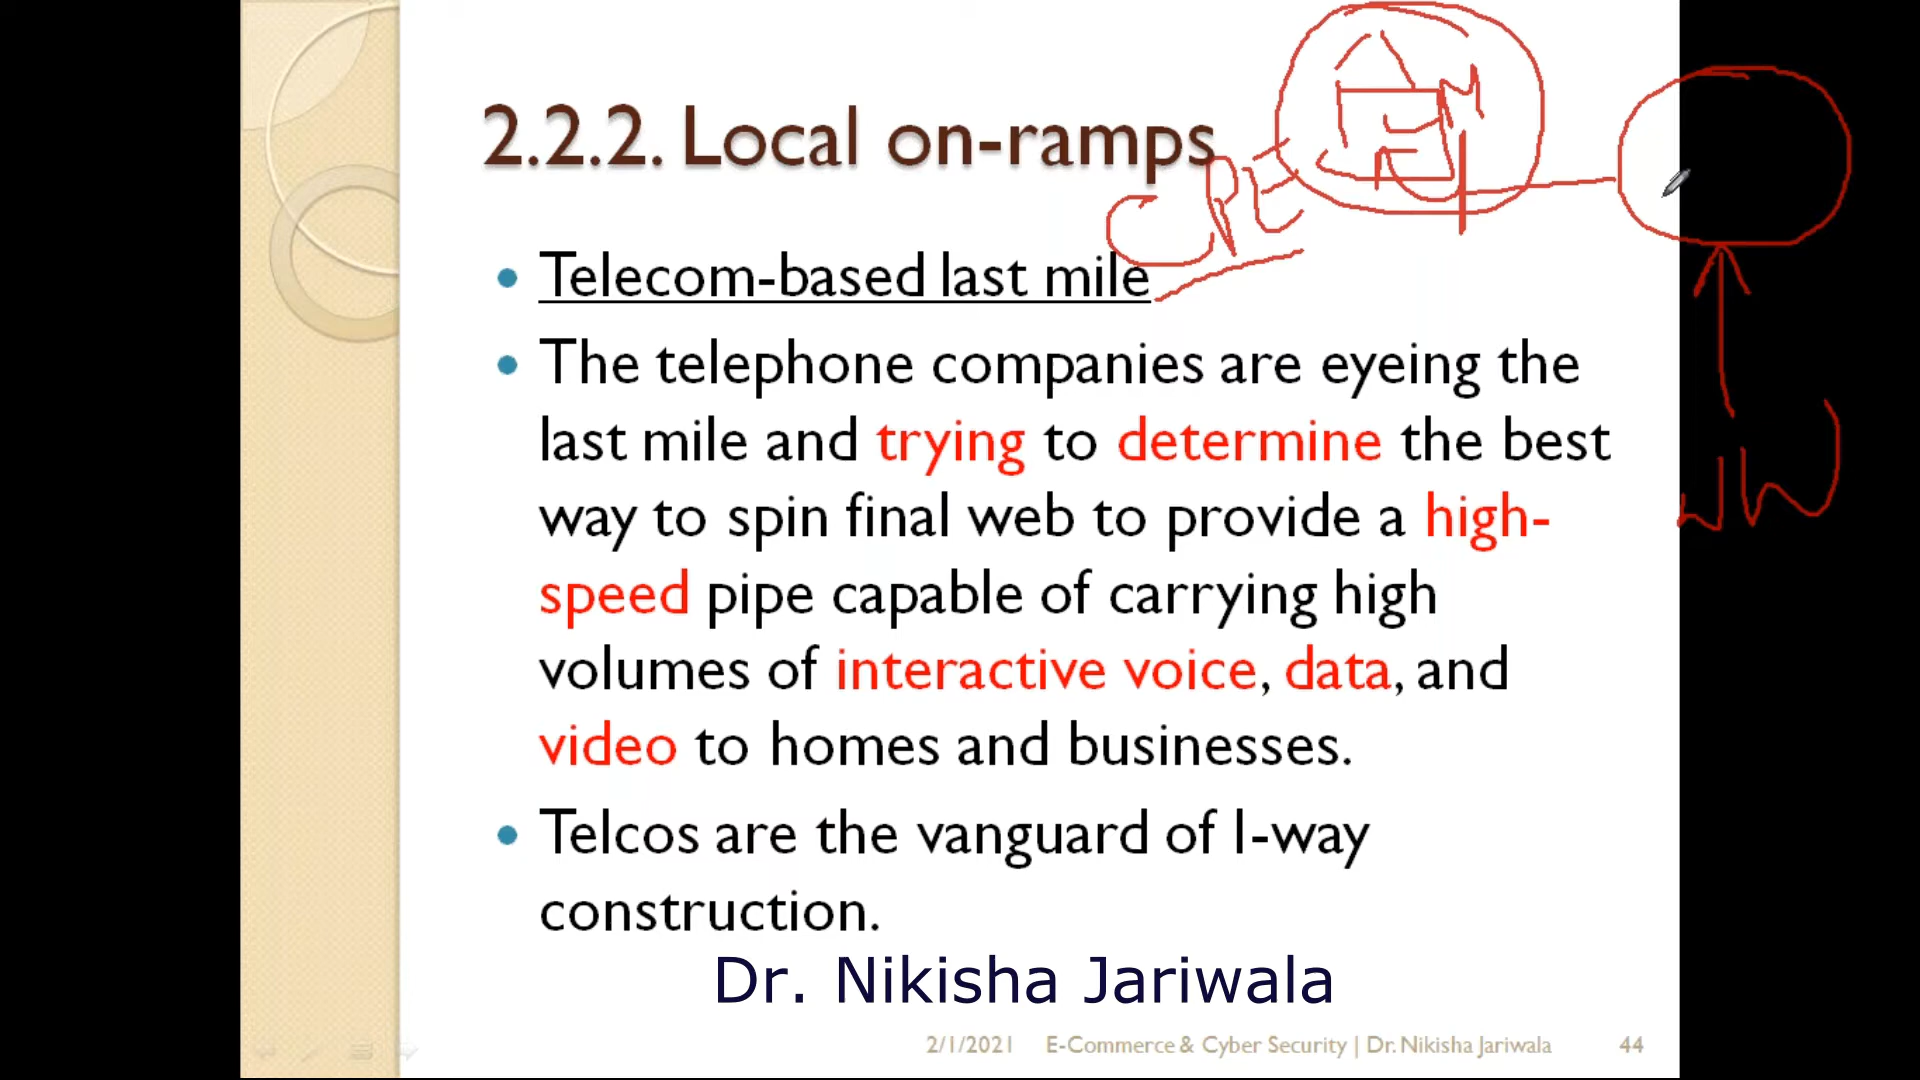 2.2.2. Local on-ramps
CPE
Telecom-based last mile
The telephone companies are eyeing the
last mile and trying to determine the best
way to spin final web to provide a high-
speed pipe capable of carrying high
volumes of interactive voice, data, and
video to homes and businesses.
Telcos are the vanguard of I-way
construction.
Dr. Nikisha Jariwala
2/1/2021 E-Commerce & Cyber Security | Dr. Nikisha Jariwala 44